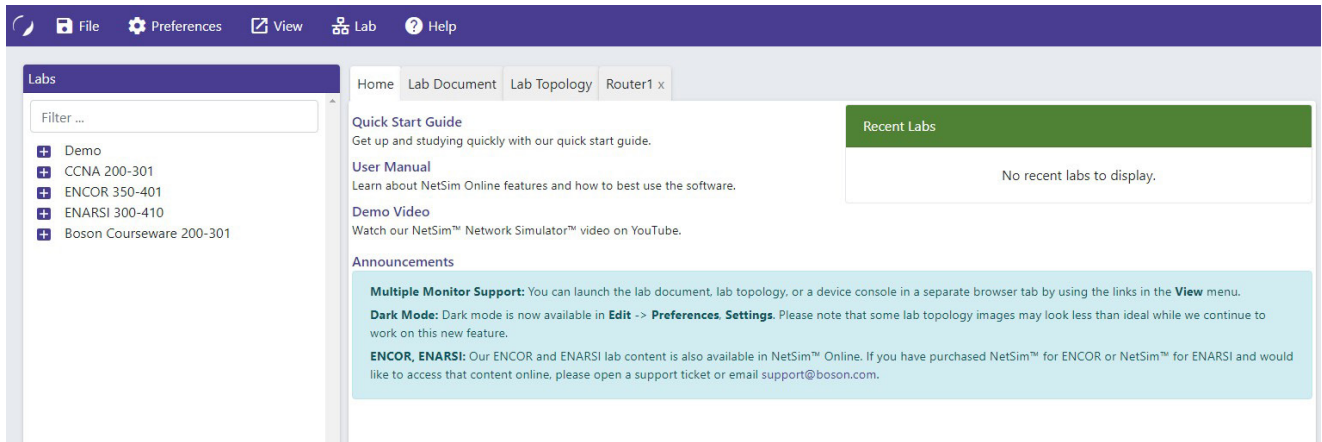 File Preferences View Lab Help
Labs
Filter ...
Demo
CCNA 200-301
ENCOR 350-401
ENARSI 300-410
Boson Courseware 200-301
Home Lab Document Lab Topology Router1 x
Quick Start Guide
Get up and studying quickly with our quick start guide.
User Manual
Learn about NetSim Online features and how to best use the software.
Demo Video
Watch our NetSim™ Network Simulator™ video on YouTube.
Recent Labs
No recent labs to display.
Announcements
Multiple Monitor Support: You can launch the lab document, lab topology, or a device console in a separate browser tab by using the links in the View menu.
Dark Mode: Dark mode is now available in Edit -> Preferences, Settings. Please note that some lab topology images may look less than ideal while we continue to
work on this new feature.
ENCOR, ENARSI: Our ENCOR and ENARSI lab content is also available in NetSim™ Online. If you have purchased NetSim™ for ENCOR or NetSim™ for ENARSI and would
like to access that content online, please open a support ticket or email support@boson.com.